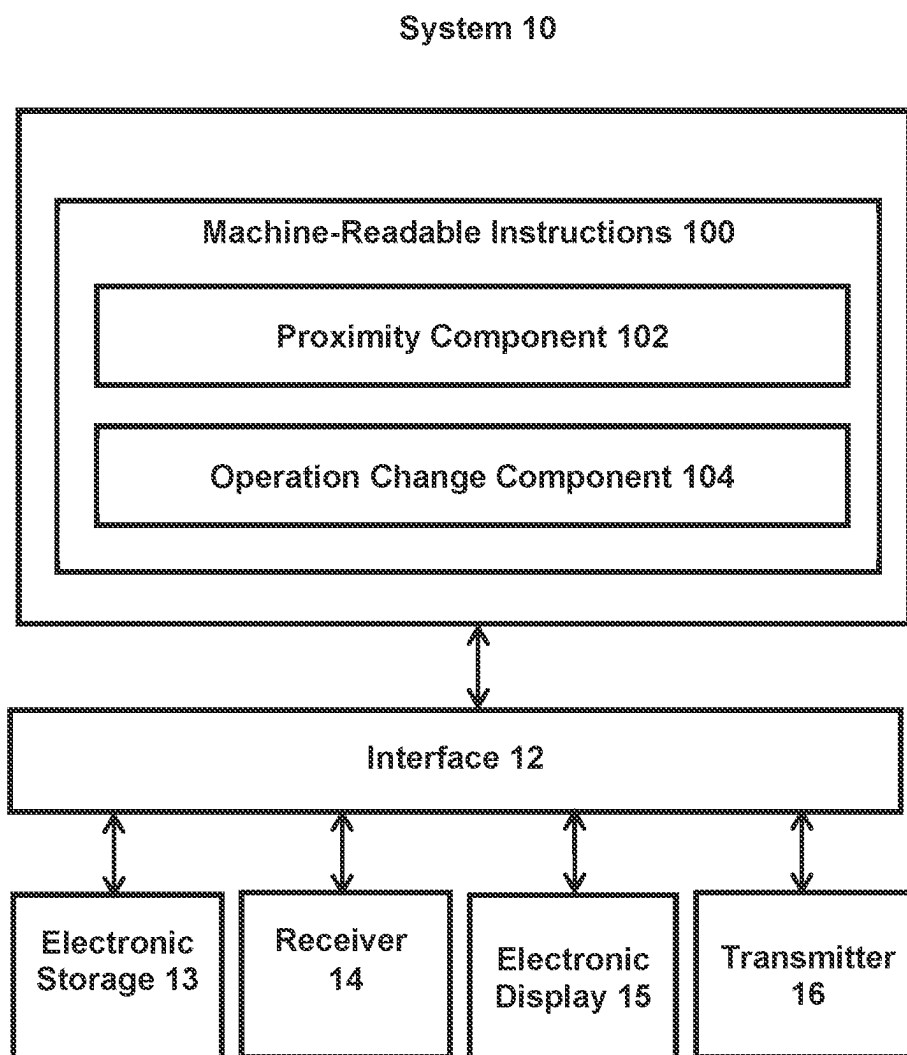 System 10
Machine-Readable Instructions 100
Proximity Component 102
Operation Change Component 104
Interface 12
Electronic
Storage 13
Receiver
14
Electronic
Display 15
Transmitter
16